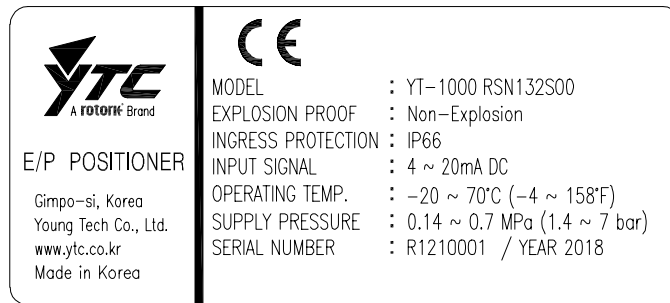 YTC
A rotork Brand
E/P POSITIONER
Gimpo-si, Korea
Young Tech Co., Ltd.
www.ytc.co.kr
Made in Korea
CE
MODEL : YT-1000 RSN132S00
EXPLOSION PROOF : Non-Explosion
INGRESS PROTECTION : IP66
INPUT SIGNAL : 4 ~ 20mA DC
OPERATING TEMP. : -20 ~ 70°C (-4 ~ 158°F)
SUPPLY PRESSURE : 0.14 ~ 0.7 MPa (1.4 ~ 7 bar)
SERIAL NUMBER : R1210001 / YEAR 2018